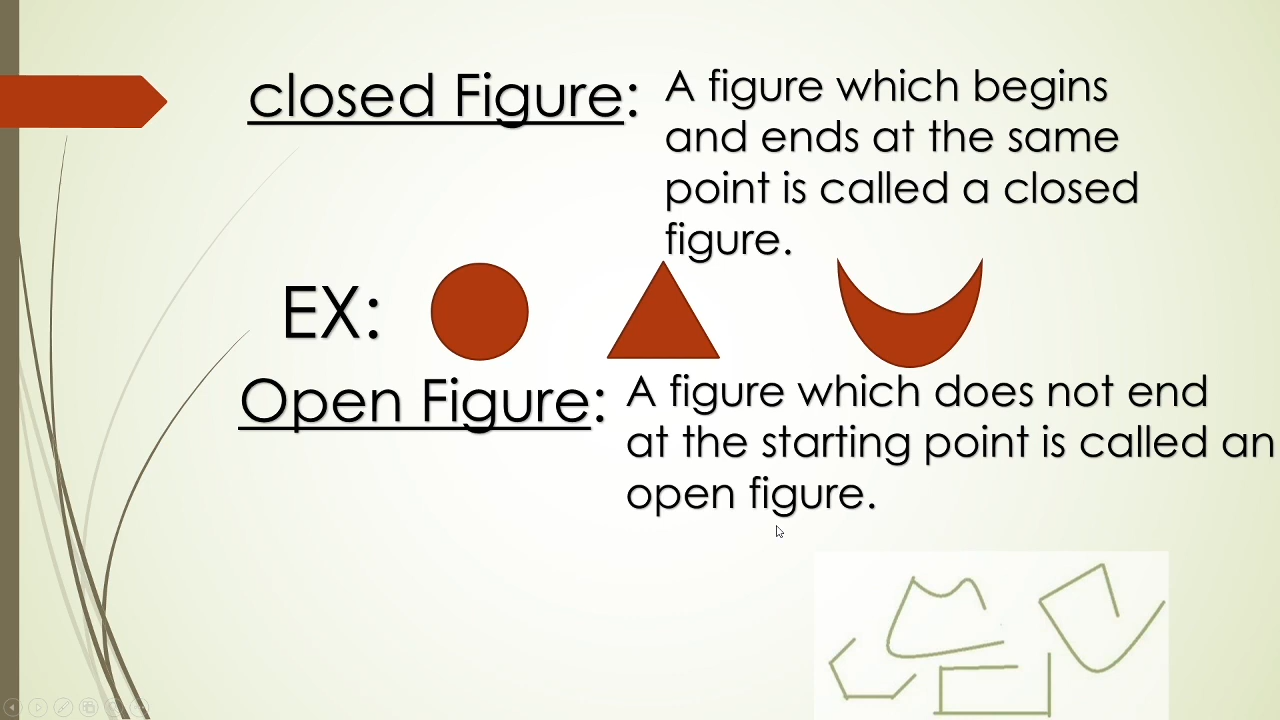 closed Figure:
A figure which begins
and ends at the same
point is called a closed
figure.
EX:
Open Figure:
A figure which does not end
at the starting point is called an
open figure.